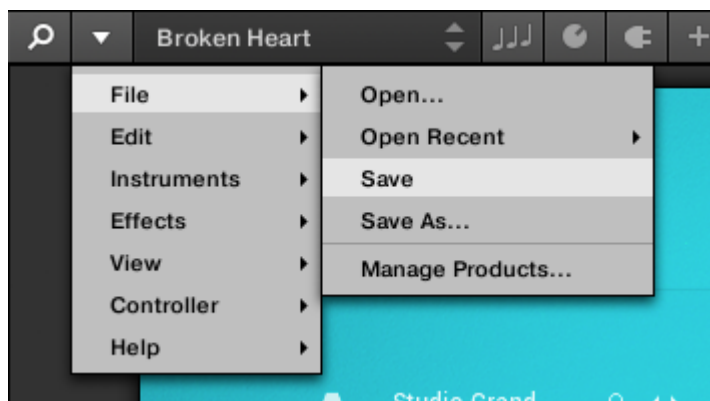 Broken Heart
File
Edit
Instruments
Effects
View
Controller
Help
Open...
Open Recent
Save
Save As...
Manage Products...
Studio Grand